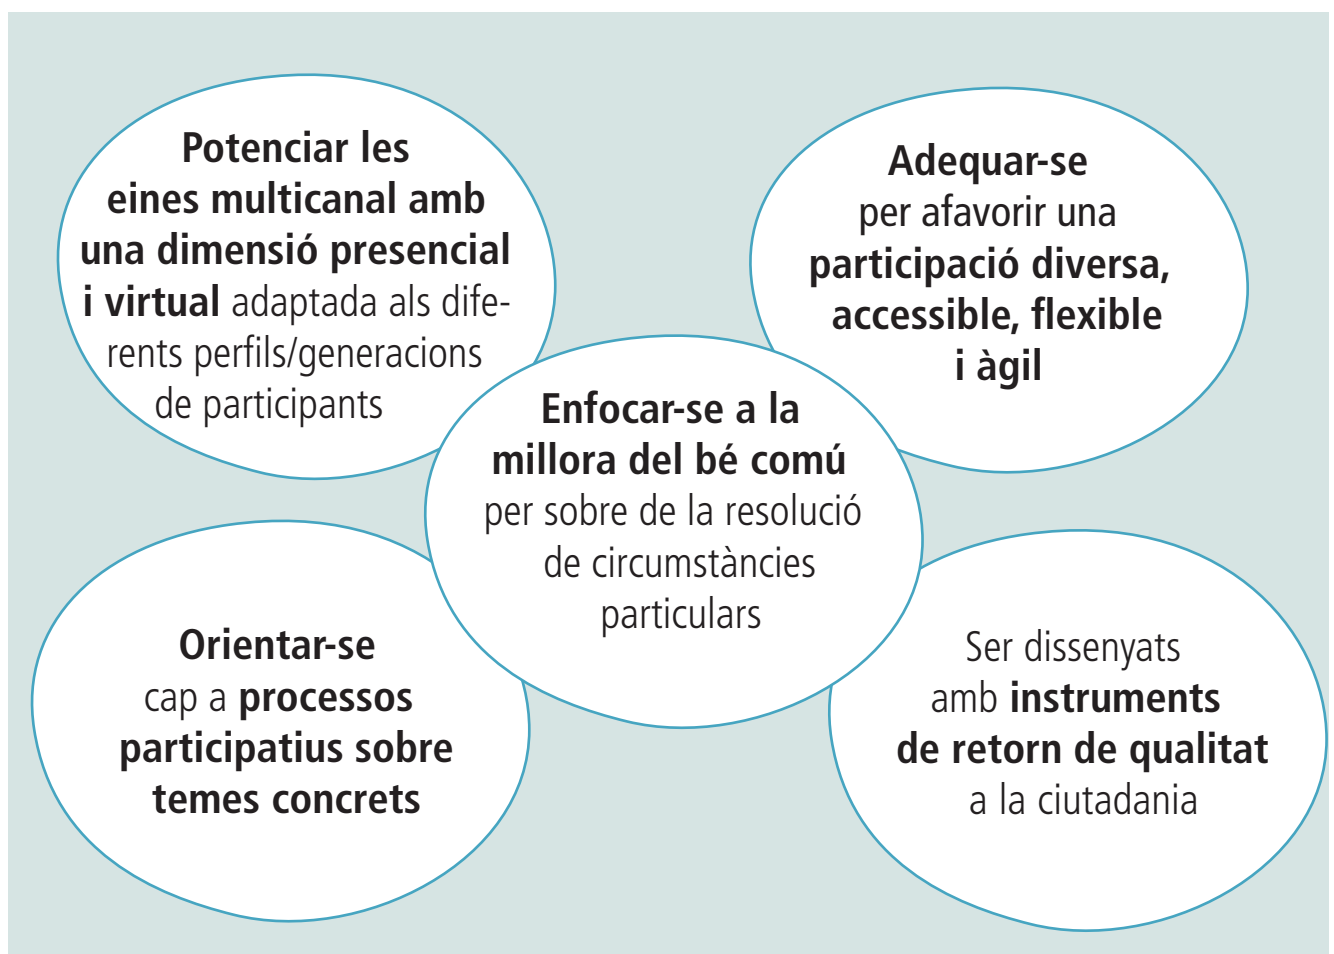 Potenciar les
eines multicanal amb
una dimensió presencial
i virtual adaptada als dife-
rents perfils/generacions
de participants
Adequar-se
per afavorir una
participació diversa,
accessible, flexible
i àgil
Enfocar-se a la
millora del bé comú
per sobre de la resolució
de circumstàncies
particulars
Orientar-se
cap a processos
participatius sobre
temes concrets
Ser dissenyats
amb instruments
de retorn de qualitat
a la ciutadania